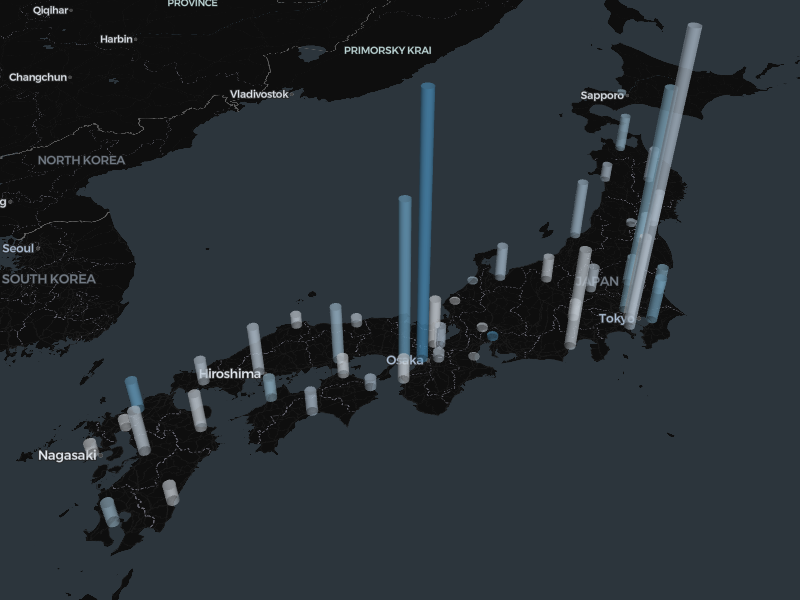 PROVINCE
Qiqihar
Harbin
PRIMORSKY KRAI
Changchun
Vladivostok
Sapporo
NORTH KOREA
g
Seoul
SOUTH KOREA
JAPAN
Tokyo
Osaka
Hiroshima
Nagasaki